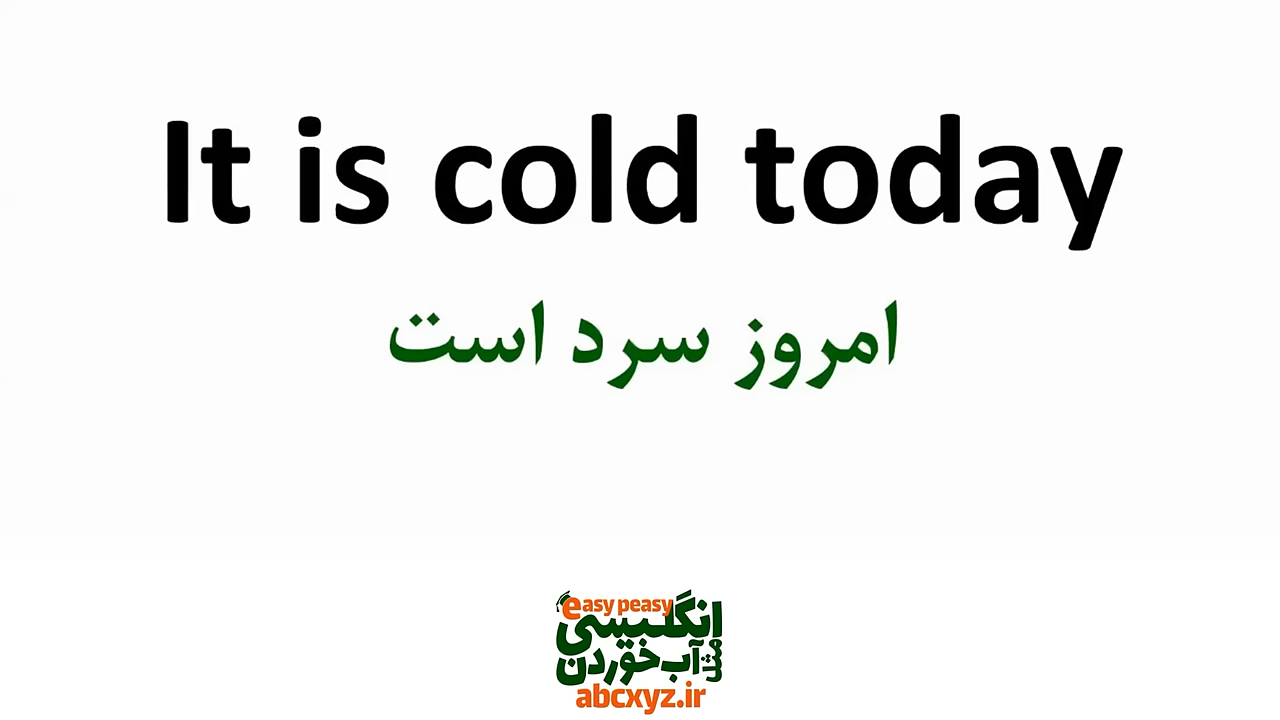 It is cold today
امروز سرد است
easy peasy
انگلیسی
مثل آب خوردن
abcxyz.ir